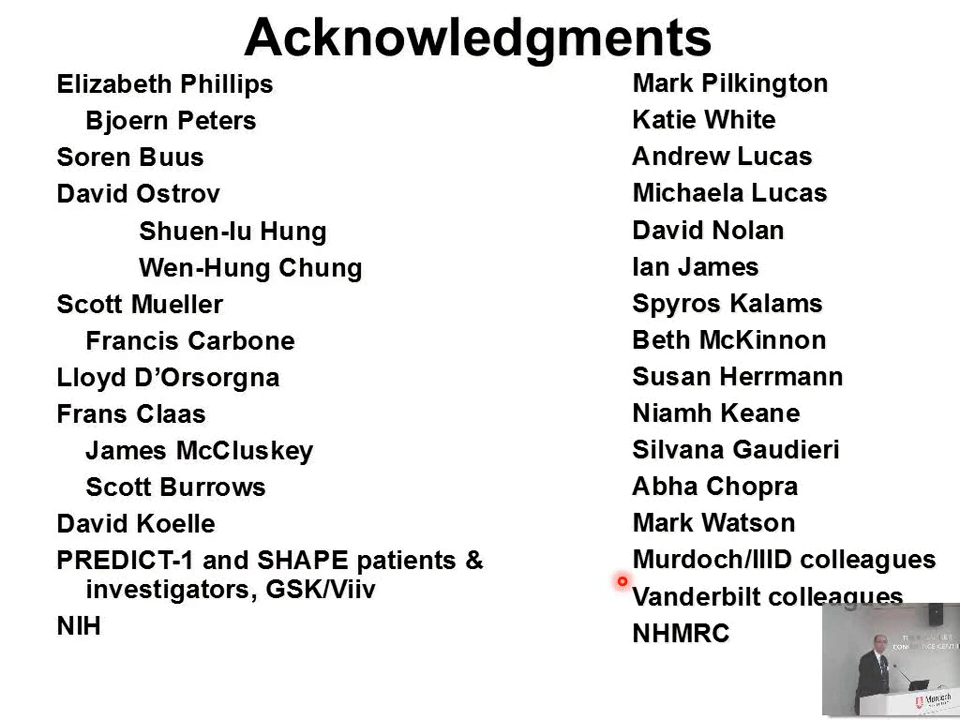 Acknowledgments
Elizabeth Phillips
Bjoern Peters
Soren Buus
David Ostrov
Shuen-Iu Hung
Wen-Hung Chung
Scott Mueller
Francis Carbone
Lloyd D’Orsorgna
Frans Claas
James McCluskey
Scott Burrows
David Koelle
PREDICT-1 and SHAPE patients &
investigators, GSK/Viiv
NIH
Mark Pilkington
Katie White
Andrew Lucas
Michaela Lucas
David Nolan
Ian James
Spyros Kalams
Beth McKinnon
Susan Herrmann
Niamh Keane
Silvana Gaudieri
Abha Chopra
Mark Watson
Murdoch/IIID colleagues
Vanderbilt colleagues
NHMRC
Murdoch